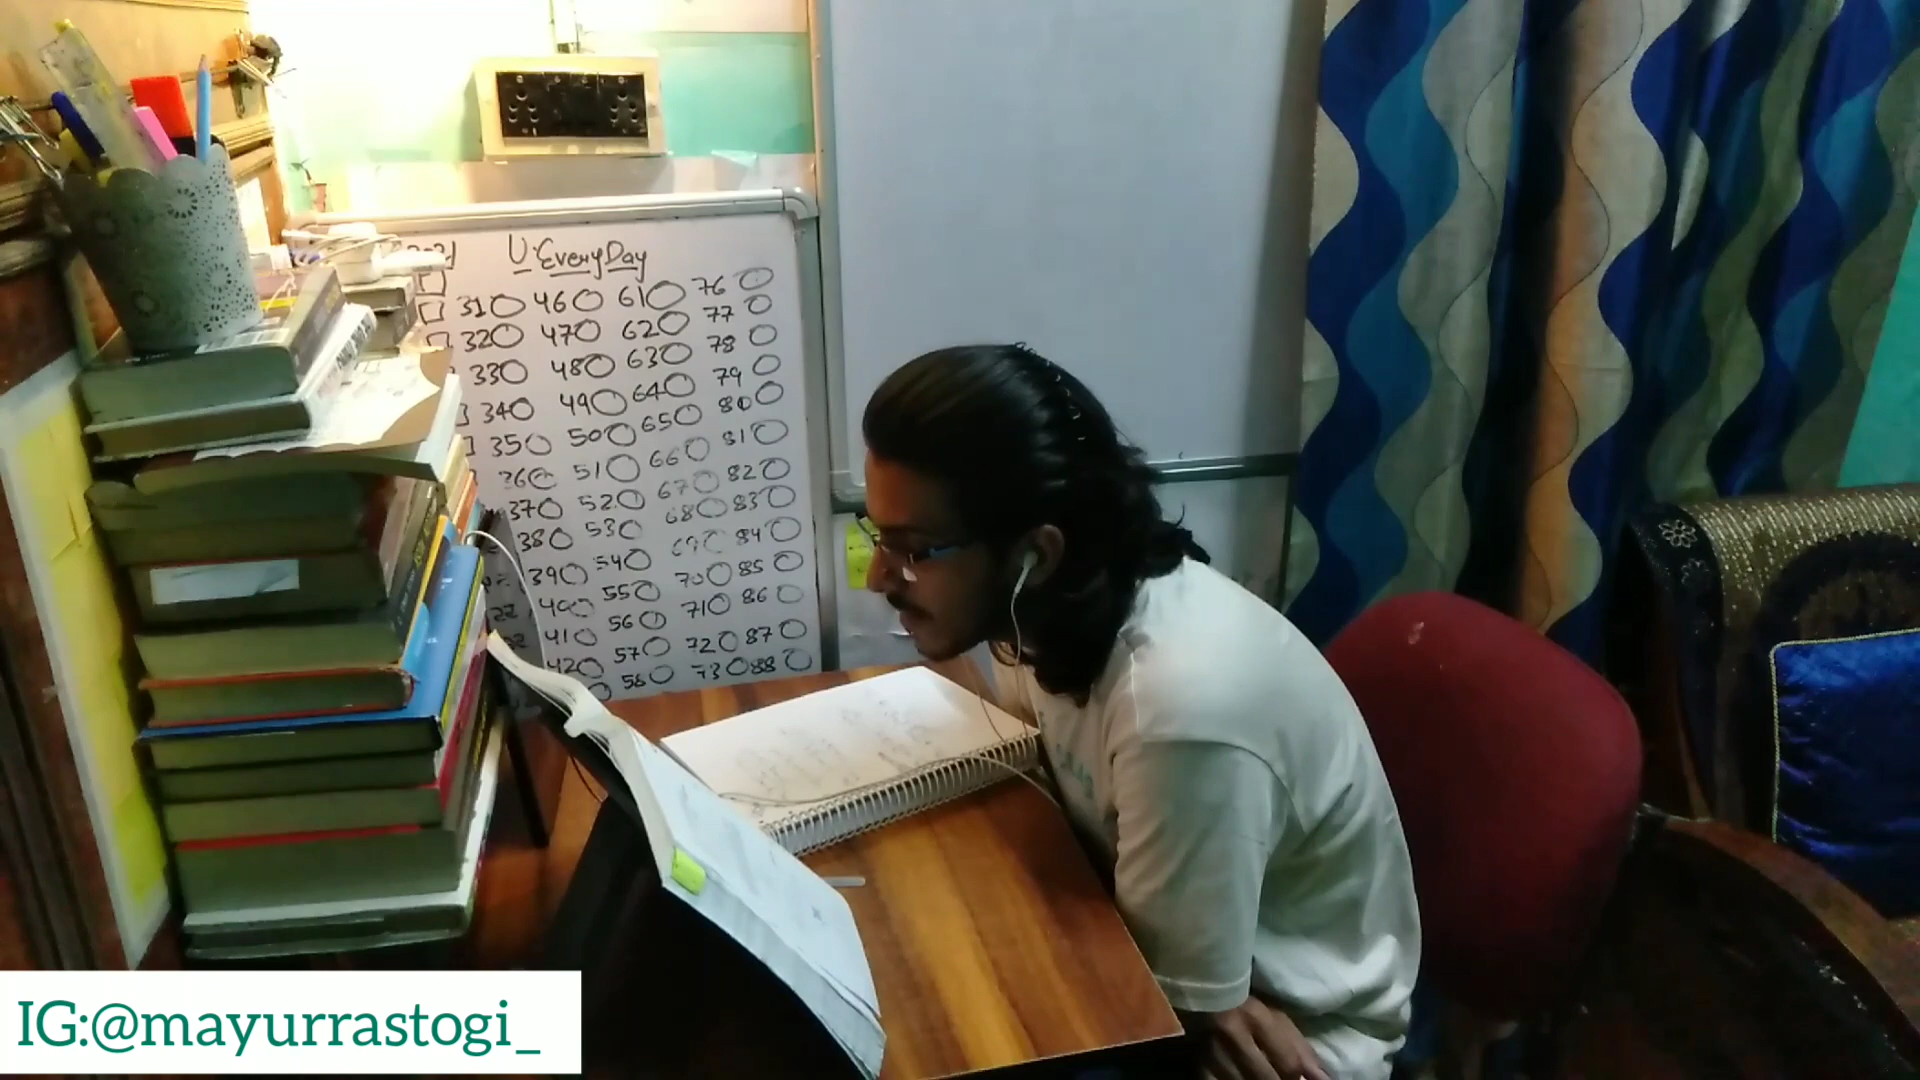 2021 U·EveryDay
31 46 61 76
32 47 62 77
33 48 63 78
34 49 64 79
35 50 65 80
36 51 66 81
37 52 67 82
38 53 68 83
39 54 69 84
40 55 70 85
41 56 71 86
42 57 72 87
58 73 88
IG:@mayurrastogi_